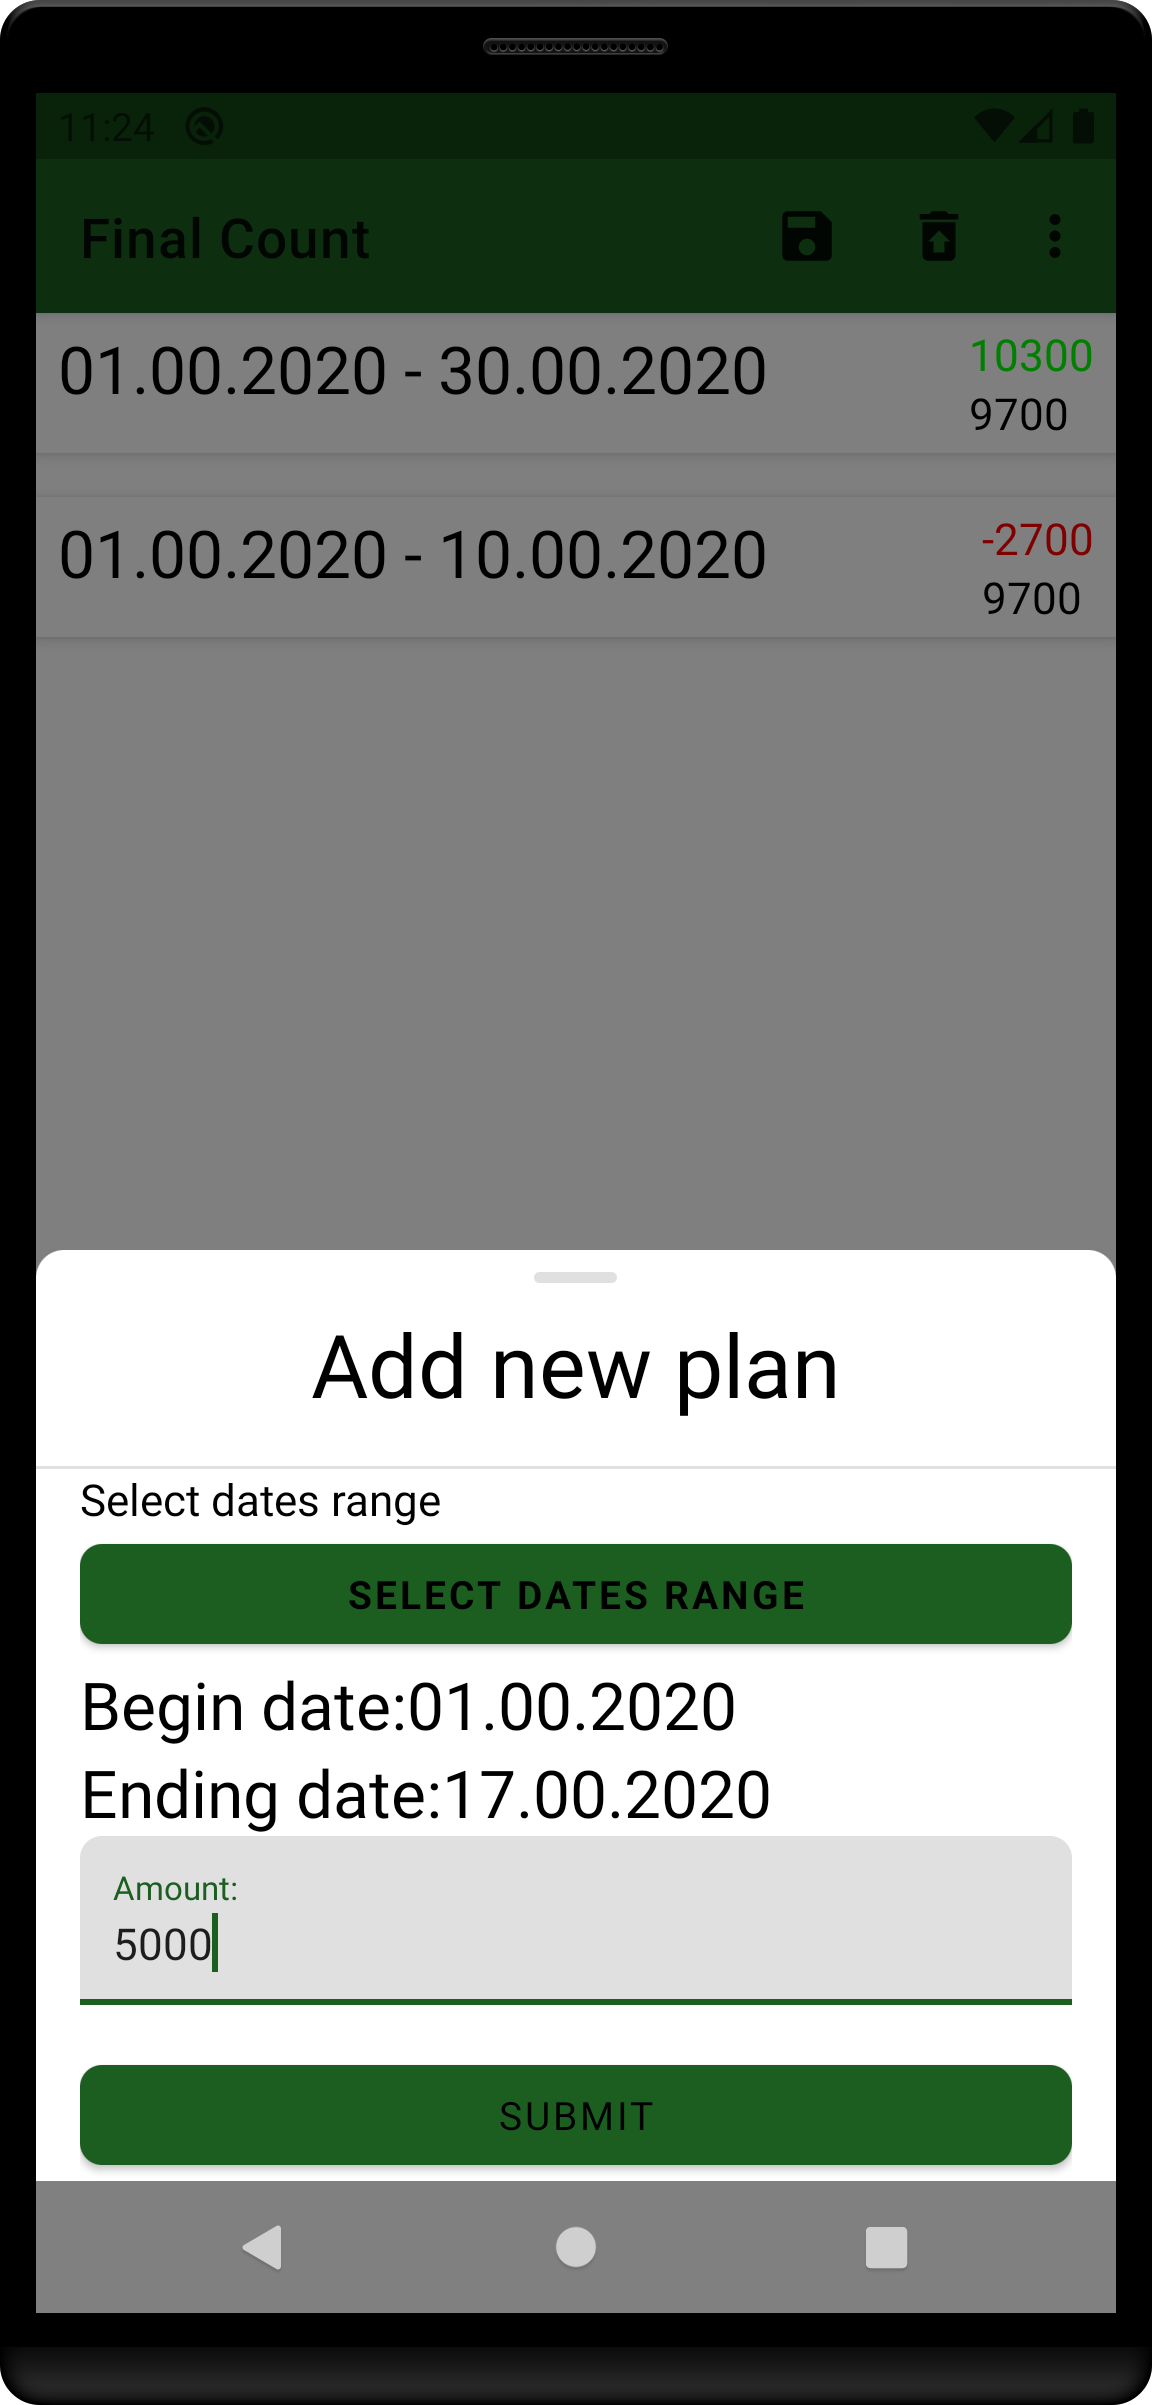 11:24
Final Count
01.00.2020 - 30.00.2020
10300
9700
01.00.2020 - 10.00.2020
-2700
9700
Add new plan
Select dates range
SELECT DATES RANGE
Begin date:01.00.2020
Ending date:17.00.2020
Amount:
5000
SUBMIT